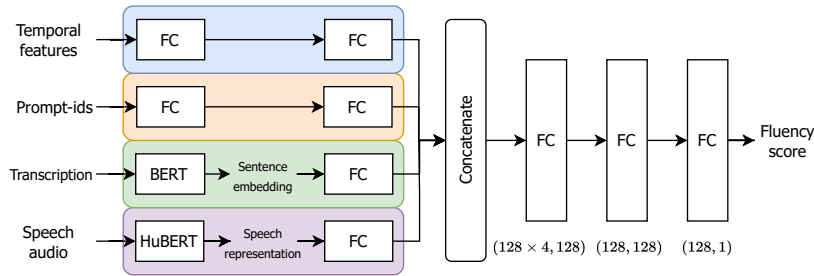 Temporal
features
FC
FC
Prompt-ids
FC
FC
Transcription
BERT
Sentence
embedding
FC
Speech
audio
HuBERT
Speech
representation
FC
Concatenate
FC
FC
FC
Fluency
score
(128 × 4, 128)
(128, 128)
(128, 1)